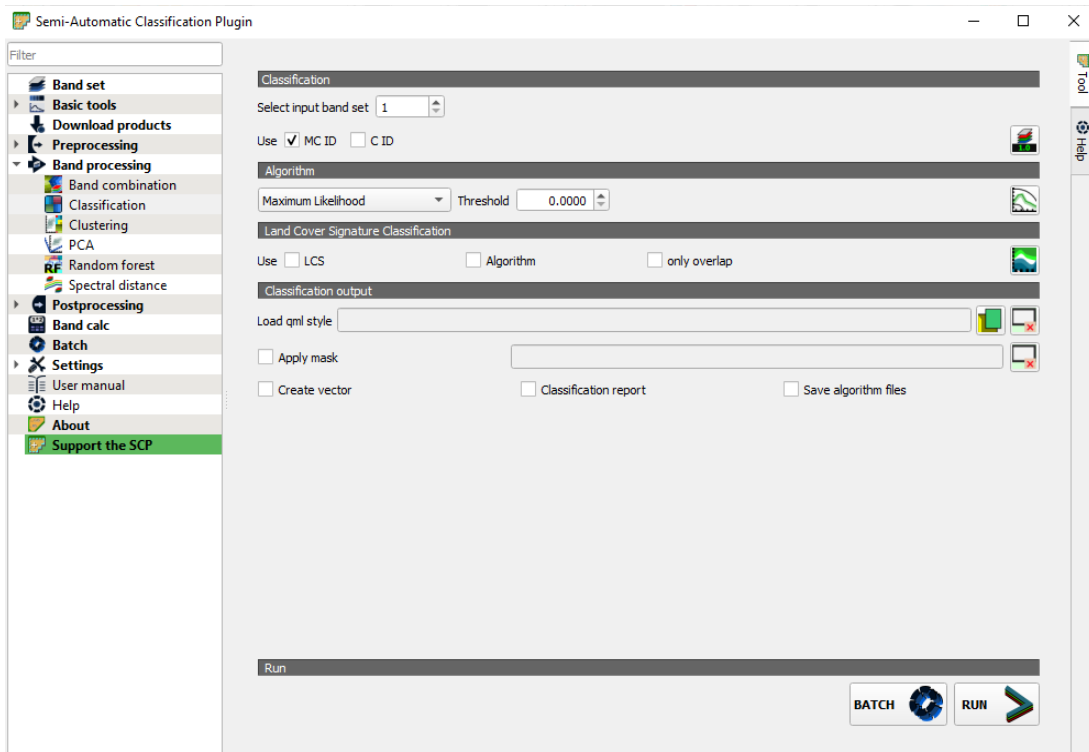 Semi-Automatic Classification Plugin
Filter
Band set
Basic tools
Download products
Preprocessing
Band processing
Band combination
Classification
Clustering
PCA
RF Random forest
Spectral distance
Postprocessing
Band calc
Batch
Settings
User manual
Help
About
Support the SCP
Classification
Select input band set 1
Use MC ID C ID
1.0
Algorithm
Maximum Likelihood Threshold 0.0000
Land Cover Signature Classification
Use LCS Algorithm only overlap
Classification output
Load qml style
Apply mask
Create vector Classification report Save algorithm files
Run
BATCH RUN
Tool
Help